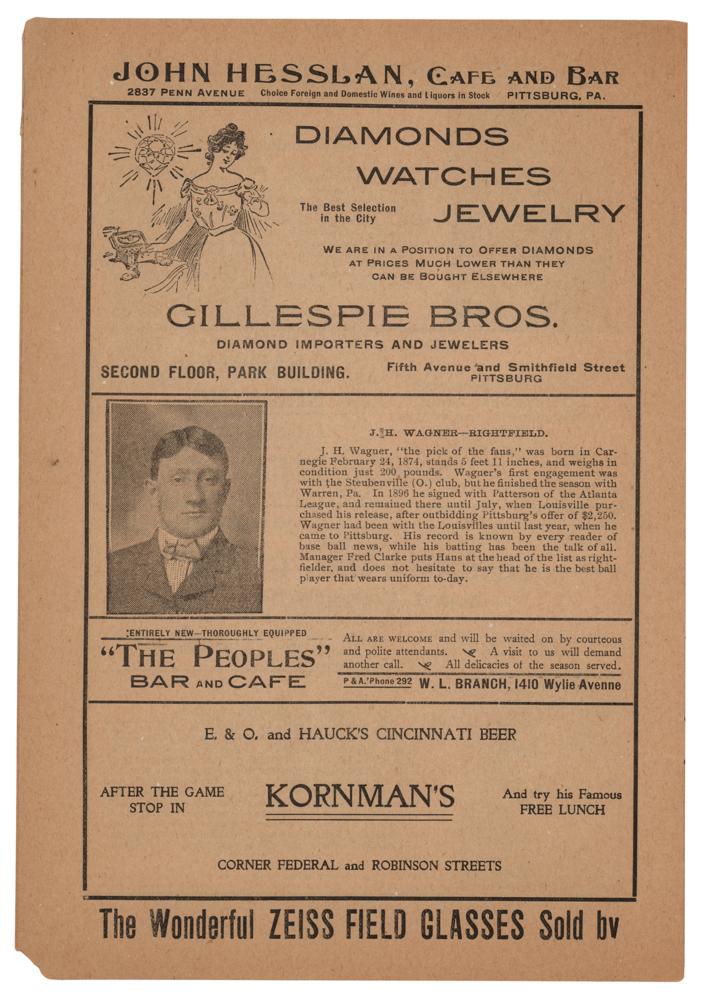 JOHN HESSLAN, CAFE AND BAR
2837 PENN AVENUE Choice Foreign and Domestic Wines and Liquors in Stock PITTSBURG, PA.
DIAMONDS
WATCHES
The Best Selection
in the City
JEWELRY
WE ARE IN A POSITION TO OFFER DIAMONDS
AT PRICES MUCH LOWER THAN THEY
CAN BE BOUGHT ELSEWHERE
GILLESPIE BROS.
DIAMOND IMPORTERS AND JEWELERS
SECOND FLOOR, PARK BUILDING.
Fifth Avenue and Smithfield Street
PITTSBURG
J. H. WAGNER—RIGHTFIELD.
J. H. Wagner, "the pick of the fans," was born in Car-
negie February 24, 1874, stands 5 feet 11 inches, and weighs in
condition just 200 pounds. Wagner's first engagement was
with the Steubenville (O.) club, but he finished the season with
Warren, Pa. In 1896 he signed with Patterson of the Atlanta
League, and remained there until July, when Louisville pur-
chased his release, after outbidding Pittsburg's offer of $2,250.
Wagner had been with the Louisvilles until last year, when he
came to Pittsburg. His record is known by every reader of
base ball news, while his batting has been the talk of all.
Manager Fred Clarke puts Hans at the head of the list as right-
fielder, and does not hesitate to say that he is the best ball
player that wears uniform to-day.
ENTIRELY NEW—THOROUGHLY EQUIPPED
"THE PEOPLES"
BAR AND CAFE
ALL ARE WELCOME and will be waited on by courteous
and polite attendants. A visit to us will demand
another call. All delicacies of the season served.
P & A. 'Phone 292 W. L. BRANCH, 1410 Wylie Avenne
E. & O. and HAUCK'S CINCINNATI BEER
AFTER THE GAME
STOP IN
KORNMAN'S
And try his Famous
FREE LUNCH
CORNER FEDERAL and ROBINSON STREETS
The Wonderful ZEISS FIELD GLASSES Sold by